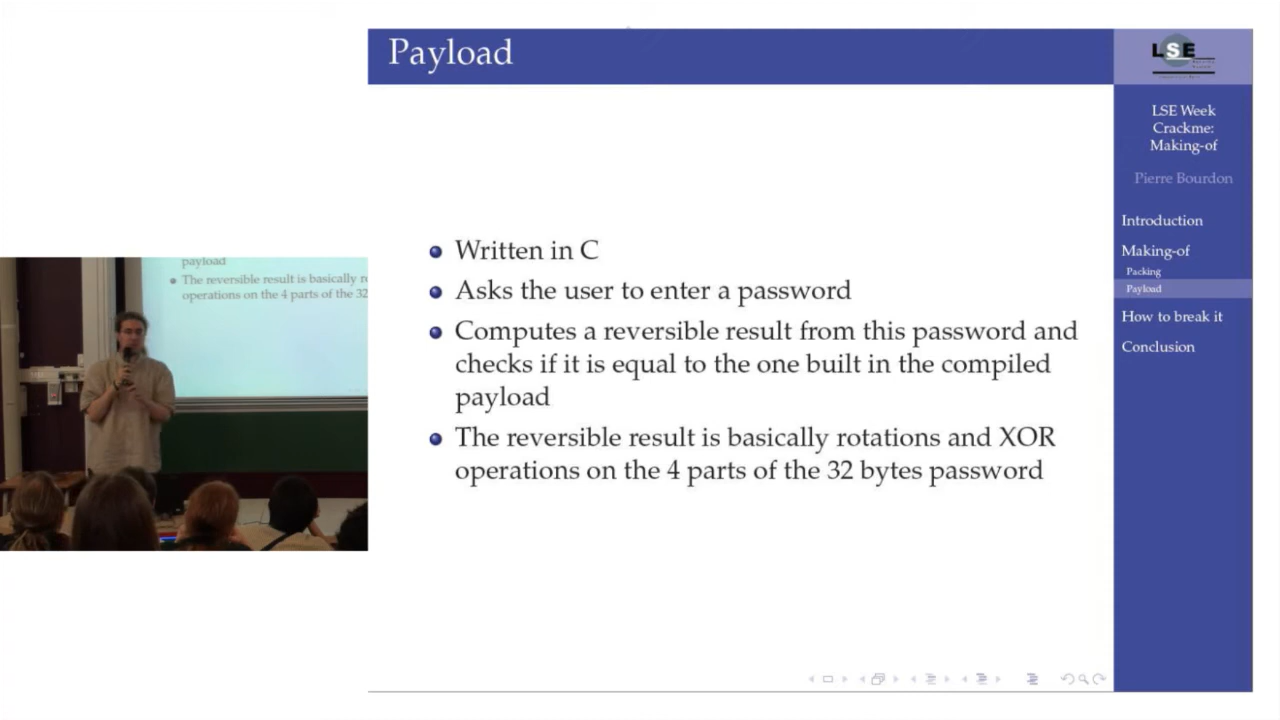 Payload
LSE
LSE Week
Crackme:
Making-of
Pierre Bourdon
Introduction
Making-of
Packing
Payload
How to break it
Conclusion
Written in C
Asks the user to enter a password
Computes a reversible result from this password and
checks if it is equal to the one built in the compiled
payload
The reversible result is basically rotations and XOR
operations on the 4 parts of the 32 bytes password
payload
The reversible result is basically r
operations on the 4 parts of the 32